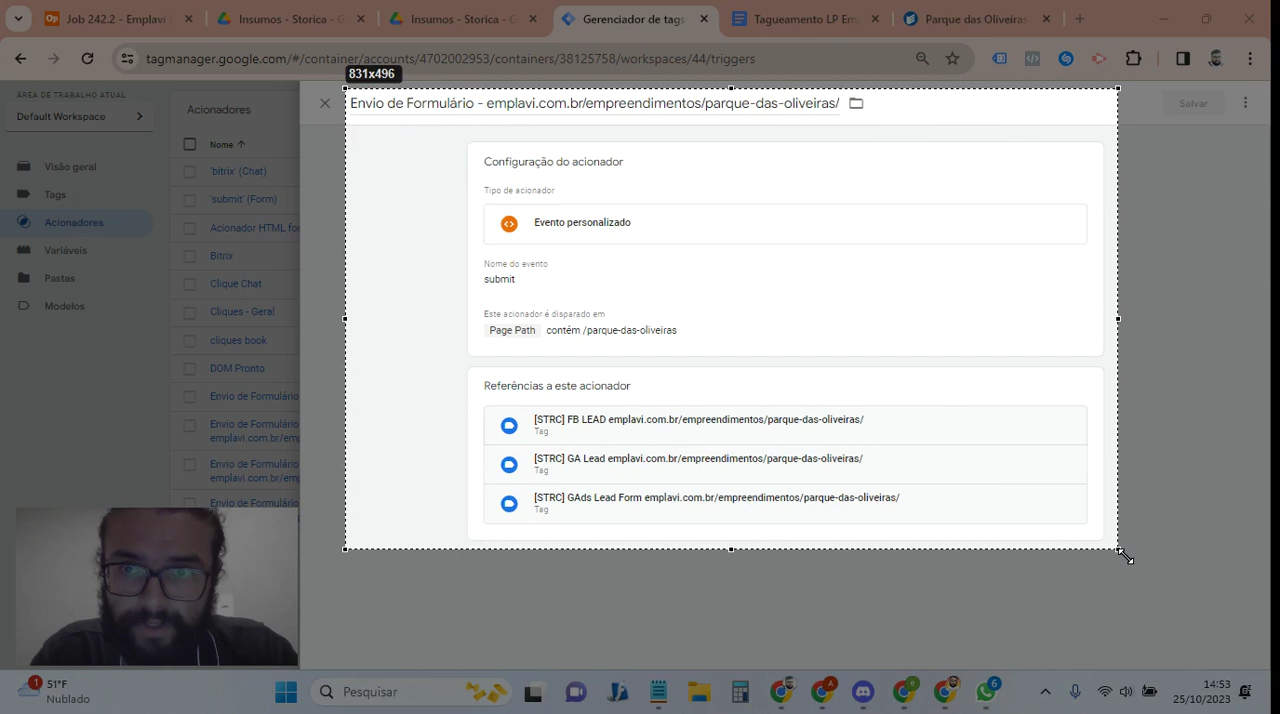 Job 242.2 - Emplavi
Insumos - Storica - G
Insumos - Storica - G
Gerenciador de tags
Tagueamento LP Em
Parque das Oliveiras
tagmanager.google.com/#/container/accounts/4702002953/containers/38125758/workspaces/44/triggers
831x496
ÁREA DE TRABALHO ATUAL
Default Workspace
Visão geral
Tags
Acionadores
Variáveis
Pastas
Modelos
Acionadores
Nome
'bitrix' (Chat)
'submit' (Form)
Acionador HTML for
Bitrix
Clique Chat
Cliques - Geral
cliques book
DOM Pronto
Envio de Formulário
Envio de Formulário
emplavi.com.br/emp
Envio de Formulário
emplavi.com.br/emp
Envio de Formulário
Envio de Formulário - emplavi.com.br/empreendimentos/parque-das-oliveiras/
Salvar
Configuração do acionador
Tipo de acionador
Evento personalizado
Nome do evento
submit
Este acionador é disparado em
Page Path contém /parque-das-oliveiras
Referências a este acionador
[STRC] FB LEAD emplavi.com.br/empreendimentos/parque-das-oliveiras/
Tag
[STRC] GA Lead emplavi.com.br/empreendimentos/parque-das-oliveiras/
Tag
[STRC] GAds Lead Form emplavi.com.br/empreendimentos/parque-das-oliveiras/
Tag
1
51°F
Nublado
Pesquisar
6
14:53
25/10/2023